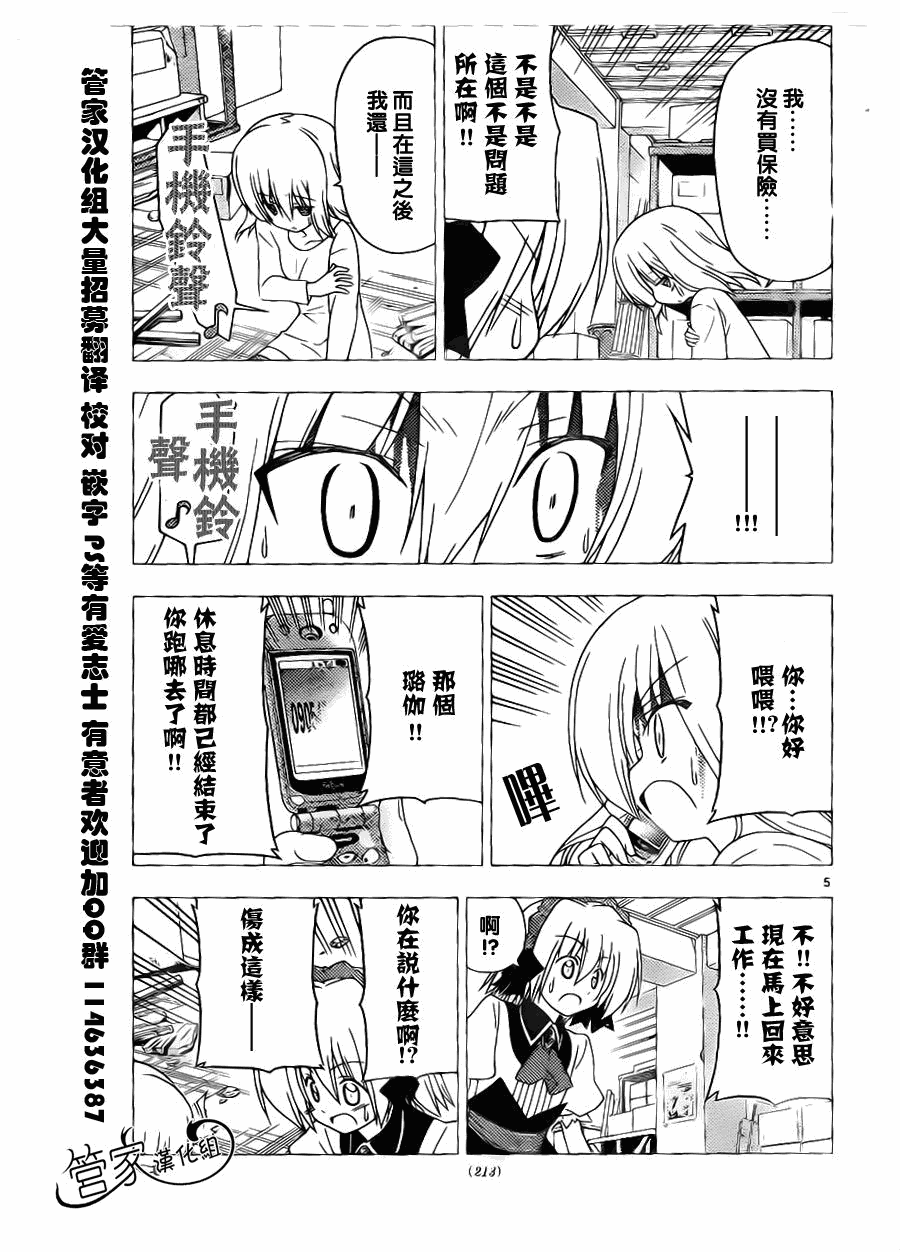 我……
沒有買保險……
不是不是
這個不是問題
所在啊!!
而且在這之後
我還——
手機鈴聲♪
——!!!
手機鈴
聲♪
你…你好
喂喂!!?
嗶
那個
璐伽!!
0905
休息時間都已經結束了
你跑哪去了啊!!
5
不!!不好意思
現在馬上回來
工作……!!
啊!?
你在説什麼啊!?
傷成這樣——
(213)
管家汉化组大量招募翻译 校对 嵌字 PS等有爱志士 有意者欢迎加QQ群 114636387
管家漢化組